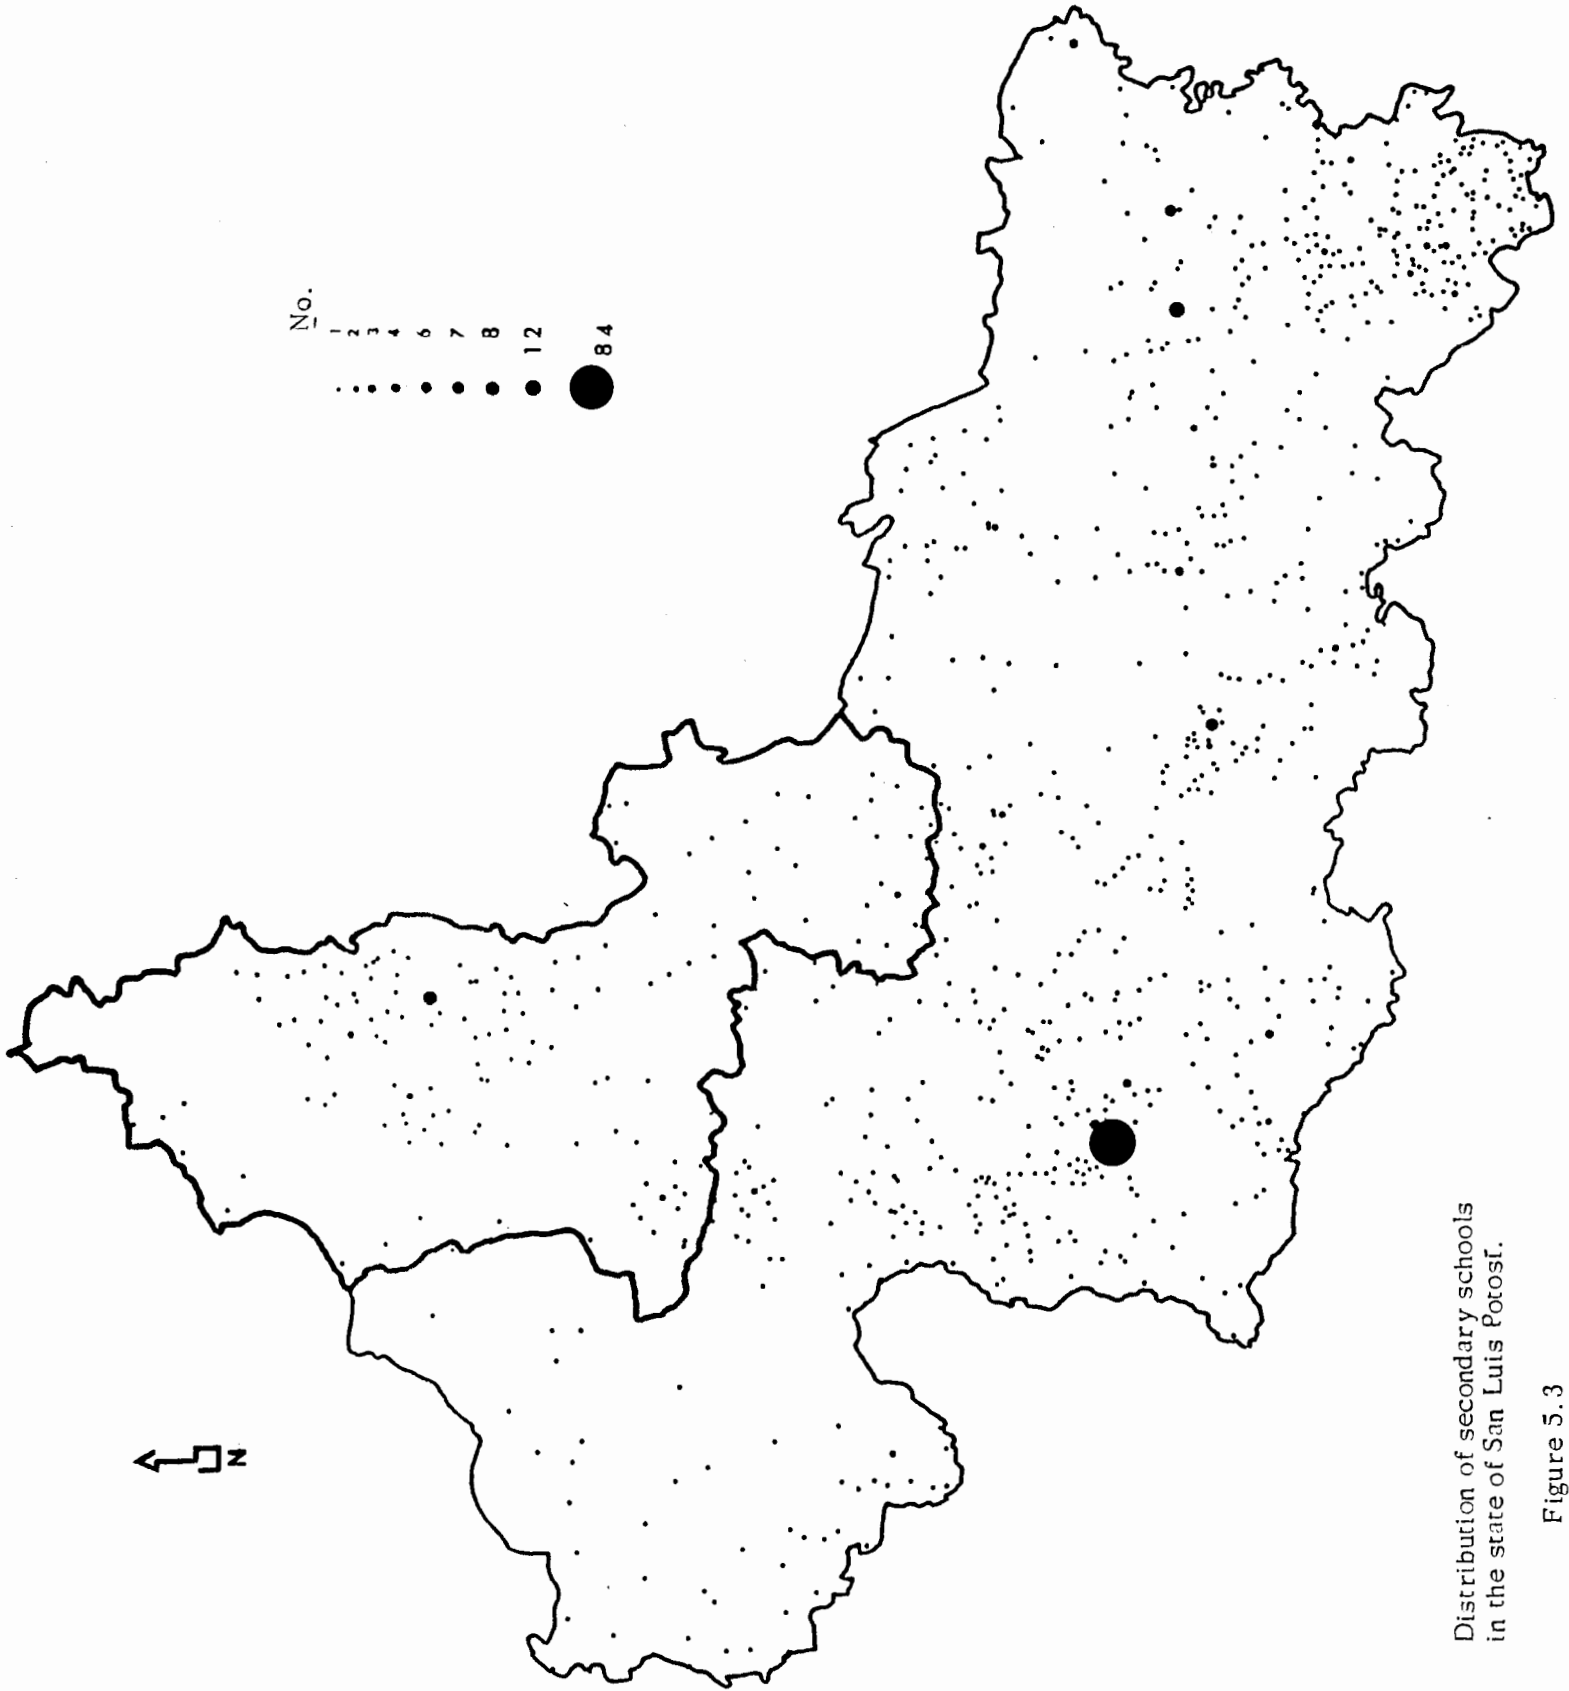 N
No.
1
2
3
4
6
7
8
12
84
Distribution of secondary schools
in the state of San Luis Potosí.
Figure 5.3